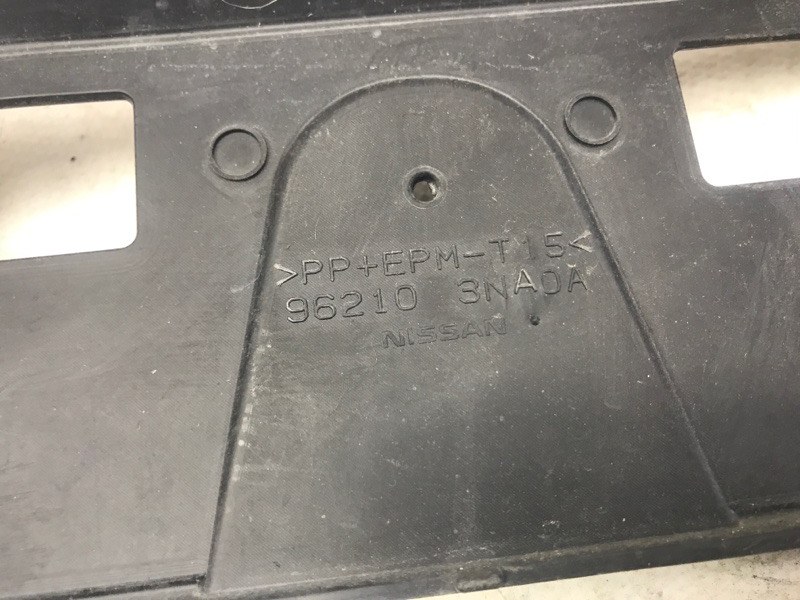 >PP+EPM-T15<
96210 3NA0A
NISSAN